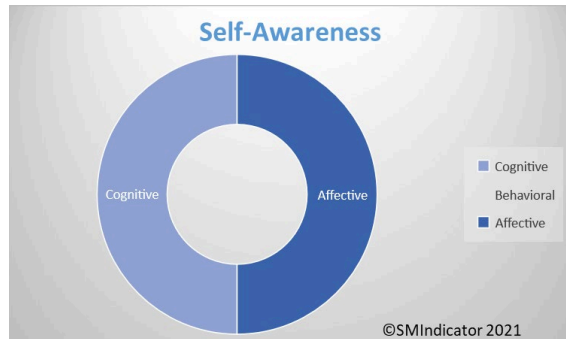 Self-Awareness
Cognitive
Affective
Cognitive
Behavioral
Affective
©SMIndicator 2021